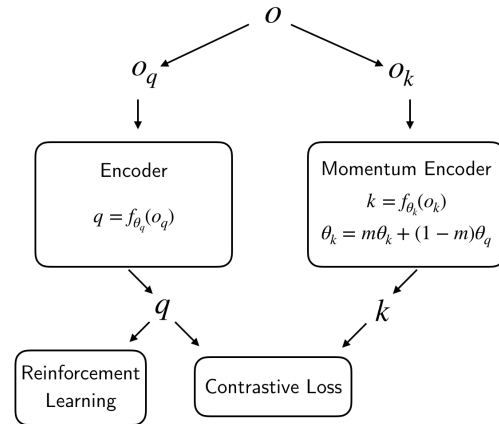 o
o_q
o_k
Encoder
q = f_{θ_q}(o_q)
Momentum Encoder
k = f_{θ_k}(o_k)
θ_k = mθ_k + (1 − m)θ_q
q
k
Reinforcement
Learning
Contrastive Loss